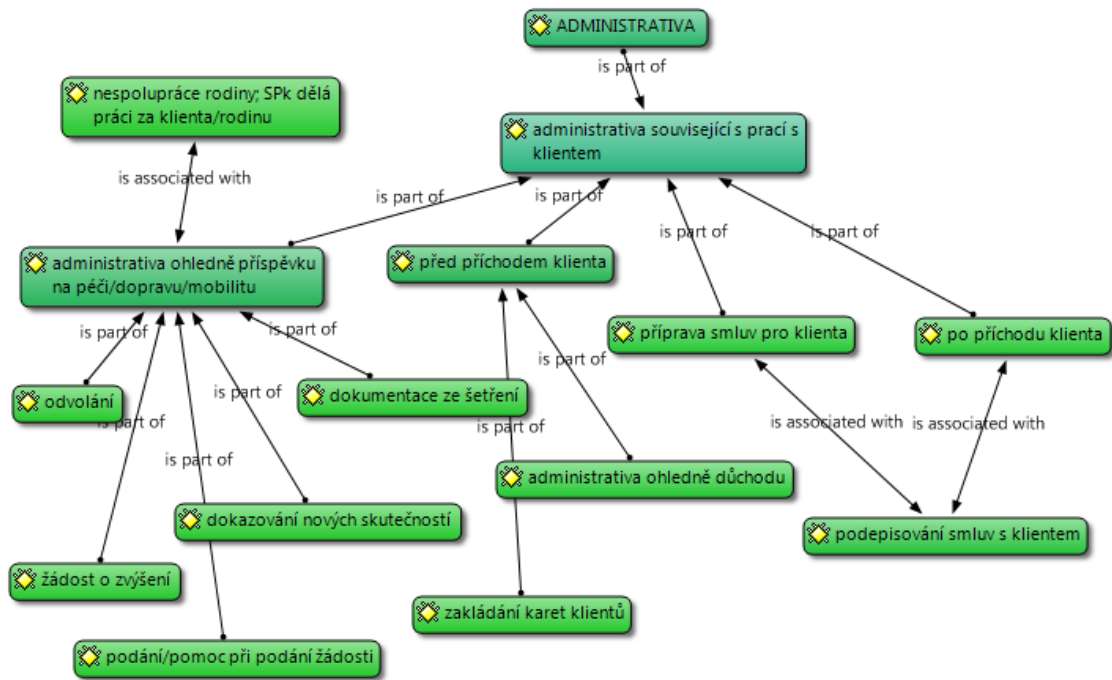 ADMINISTRATIVA
is part of
nespolupráce rodiny; SPk dělá
práci za klienta/rodinu
administrativa související s prací s
klientem
is associated with
is part of
is part of
is part of
is part of
administrativa ohledně příspěvku
na péči/dopravu/mobilitu
před příchodem klienta
příprava smluv pro klienta
po příchodu klienta
is part of
is part of
is part of
odvolání
is part of
dokumentace ze šetření
is part of
is part of
is associated with
is associated with
is part of
administrativa ohledně důchodu
dokazování nových skutečností
podepisování smluv s klientem
žádost o zvýšení
zakládání karet klientů
podání/pomoc při podání žádosti